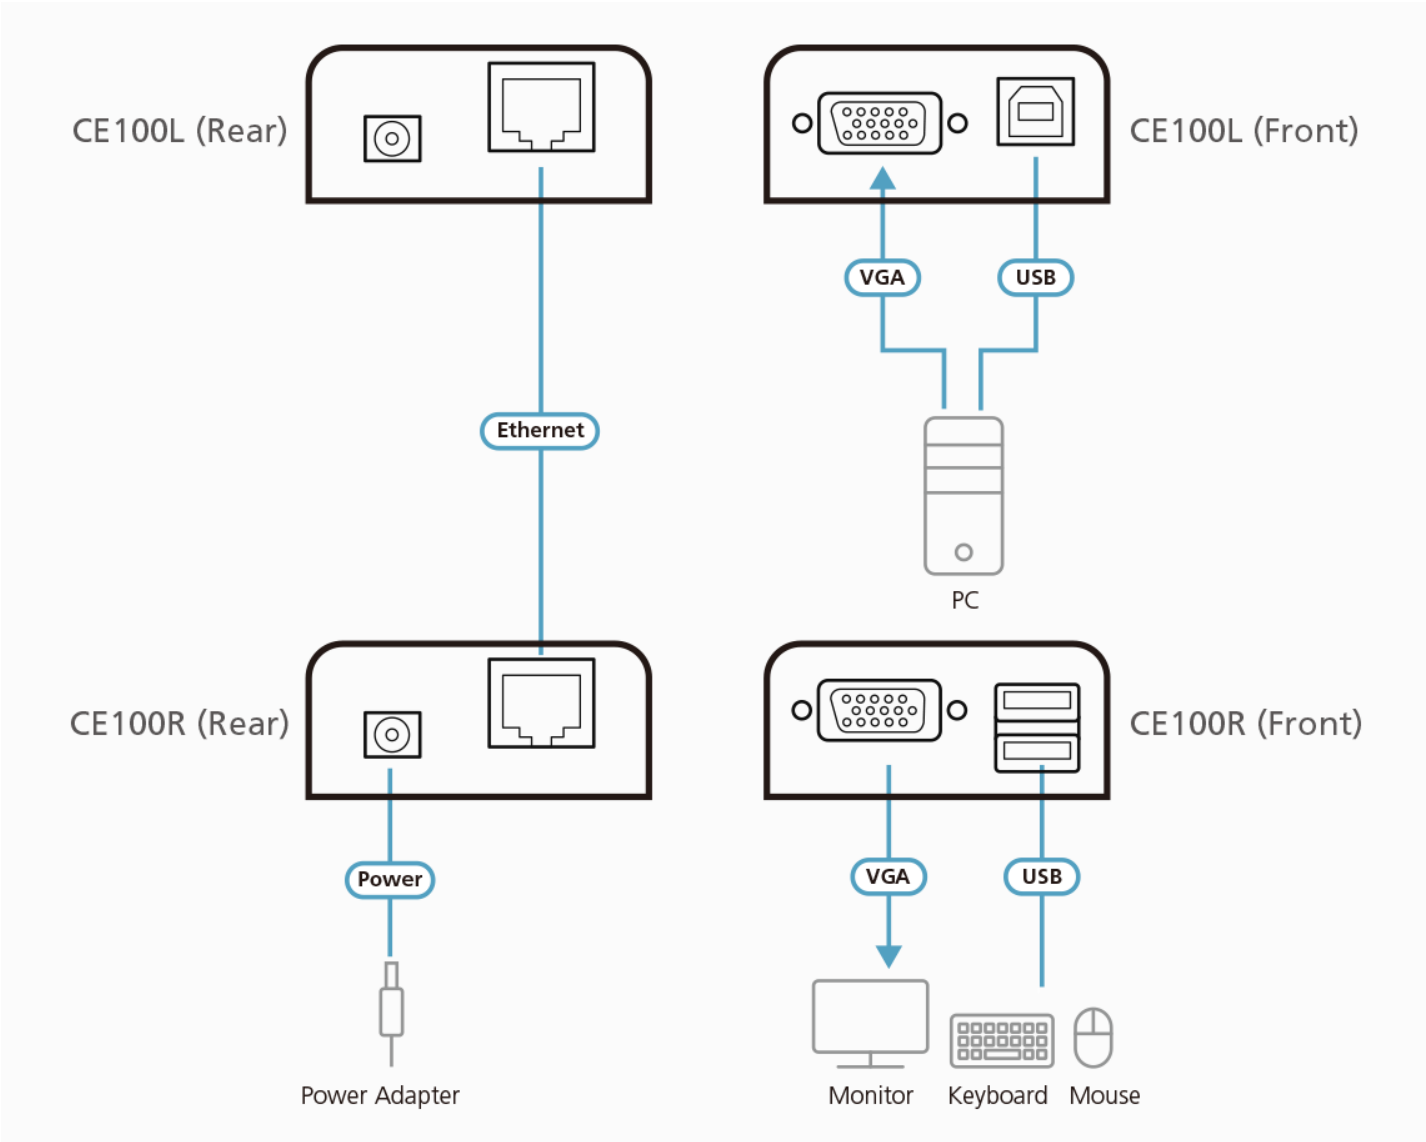 CE100L (Rear)
CE100L (Front)
VGA
USB
Ethernet
PC
CE100R (Rear)
CE100R (Front)
Power
VGA
USB
Power Adapter
Monitor
Keyboard
Mouse